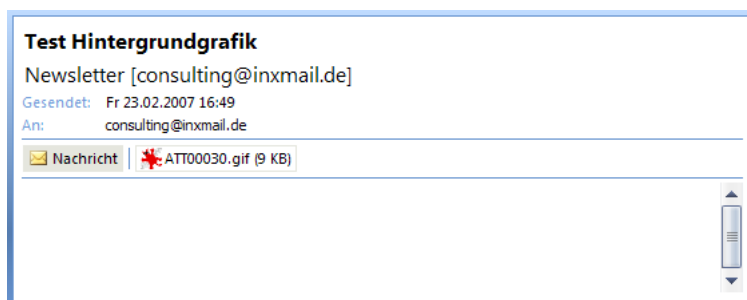 Test Hintergrundgrafik
Newsletter [consulting@inxmail.de]
Gesendet: Fr 23.02.2007 16:49
An: consulting@inxmail.de
Nachricht ATT00030.gif (9 KB)